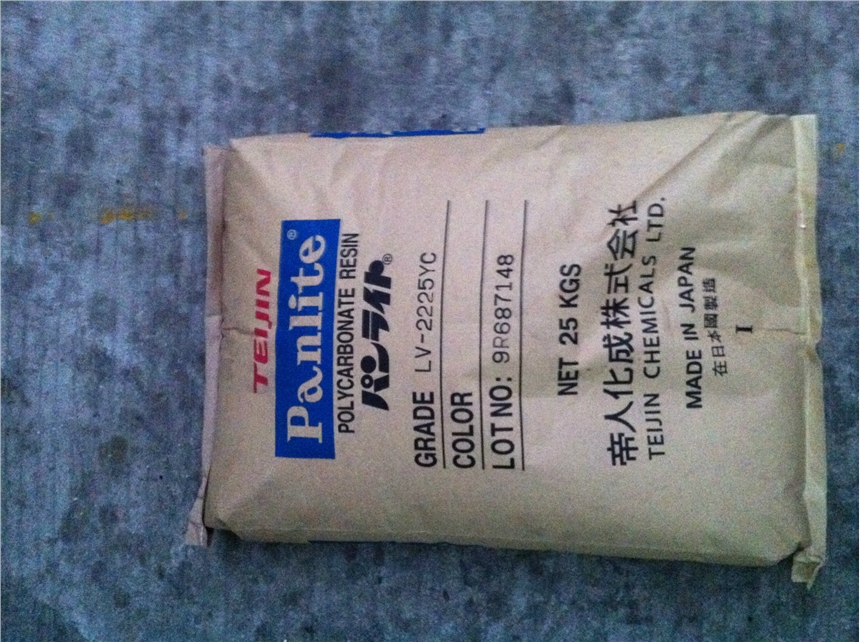 TEIJIN
Panlite®
POLYCARBONATE RESIN
パンライト®
GRADE LV-2225YC
COLOR
LOT NO: 9R687148
NET 25 KGS
帝人化成株式会社
TEIJIN CHEMICALS LTD.
MADE IN JAPAN
在日本國製造
I